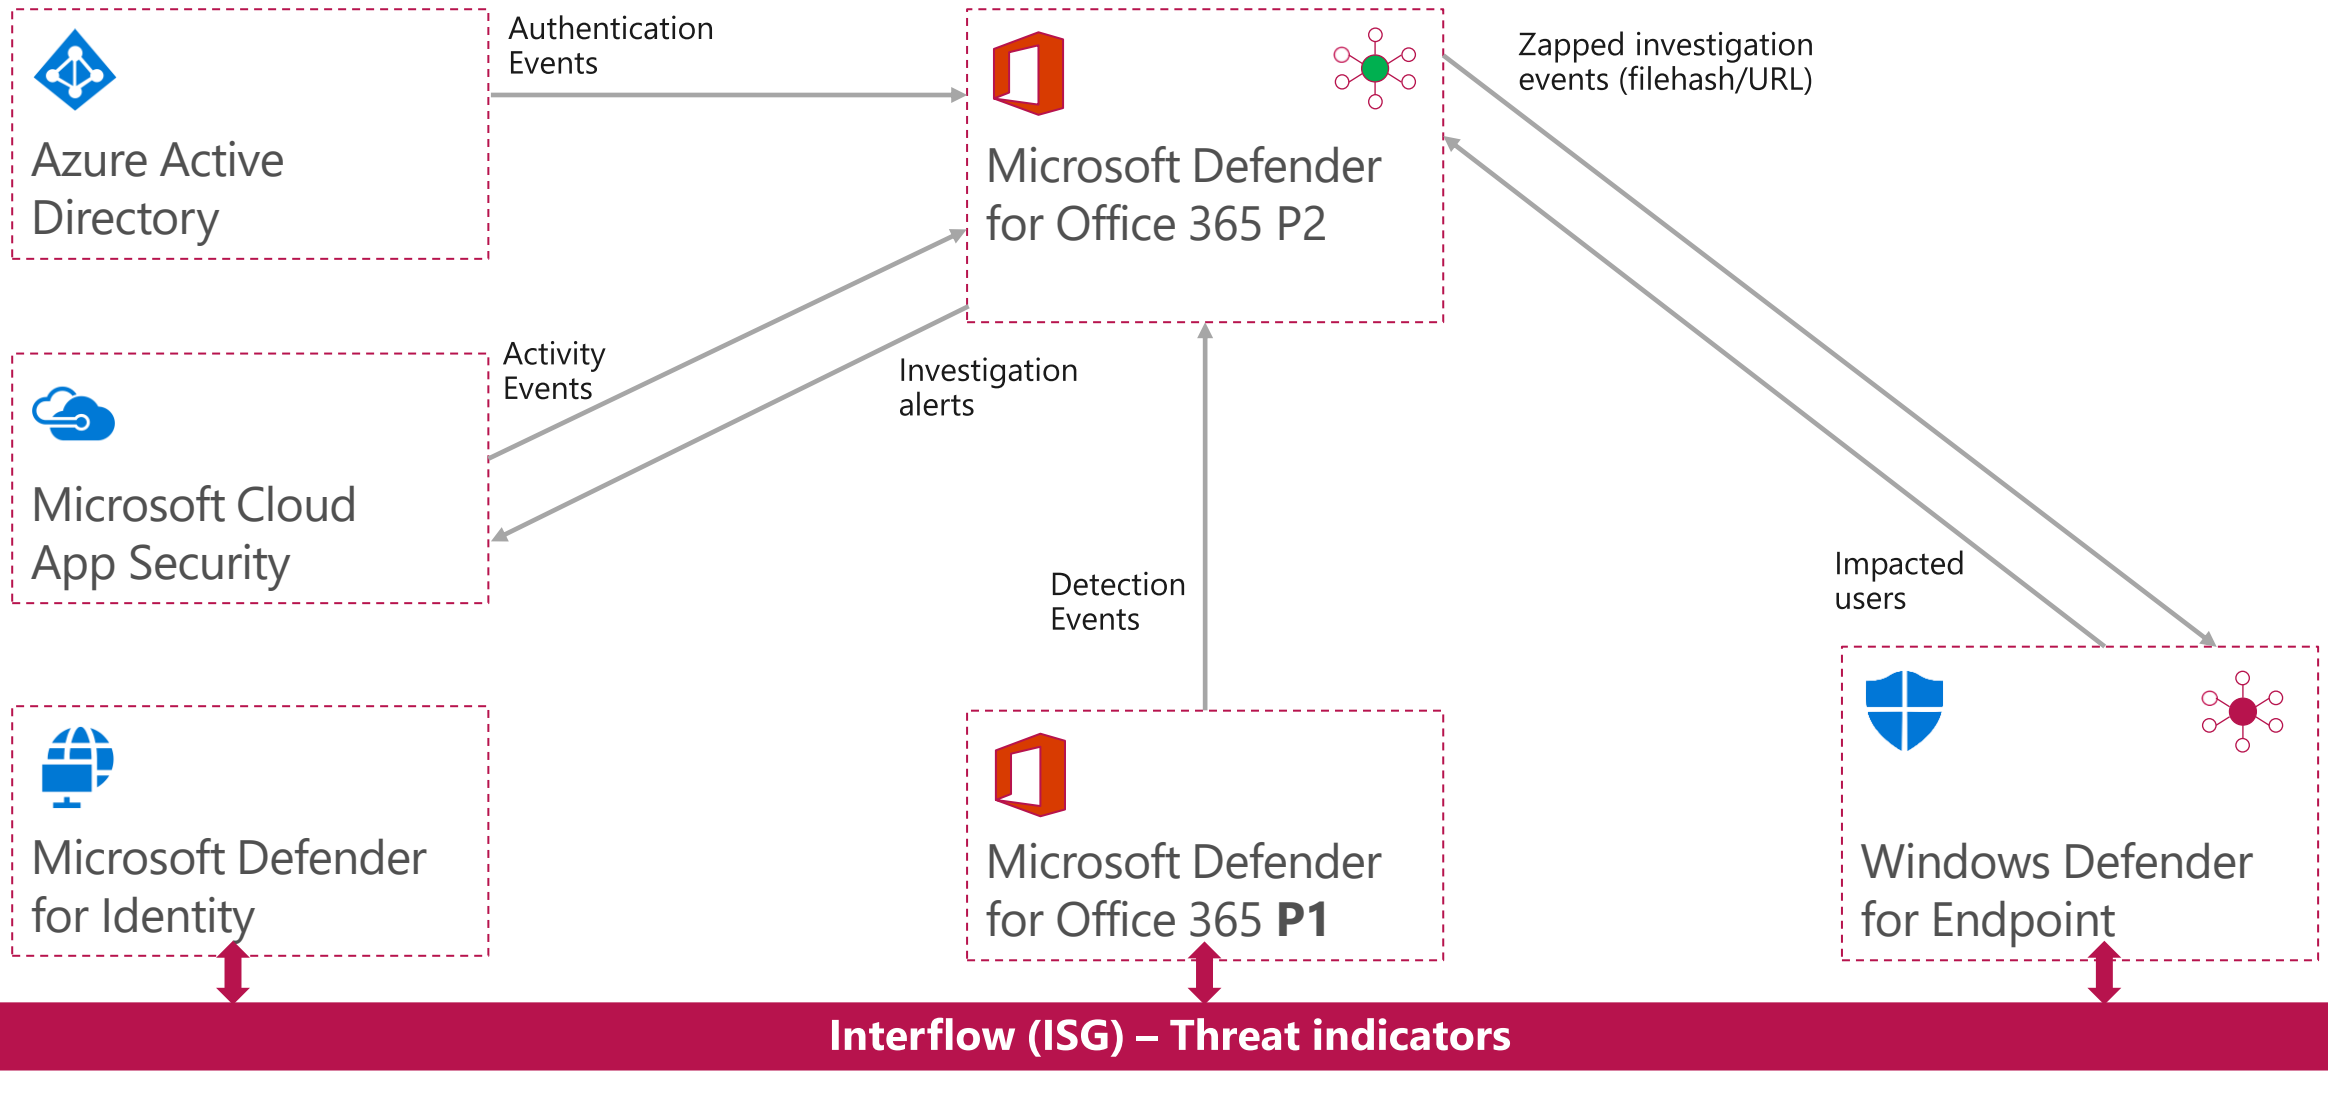 Authentication
Events
Azure Active
Directory
Microsoft Defender
for Office 365 P2
Zapped investigation
events (filehash/URL)
Activity
Events
Investigation
alerts
Microsoft Cloud
App Security
Detection
Events
Impacted
users
Microsoft Defender
for Identity
Microsoft Defender
for Office 365 P1
Windows Defender
for Endpoint
Interflow (ISG) – Threat indicators